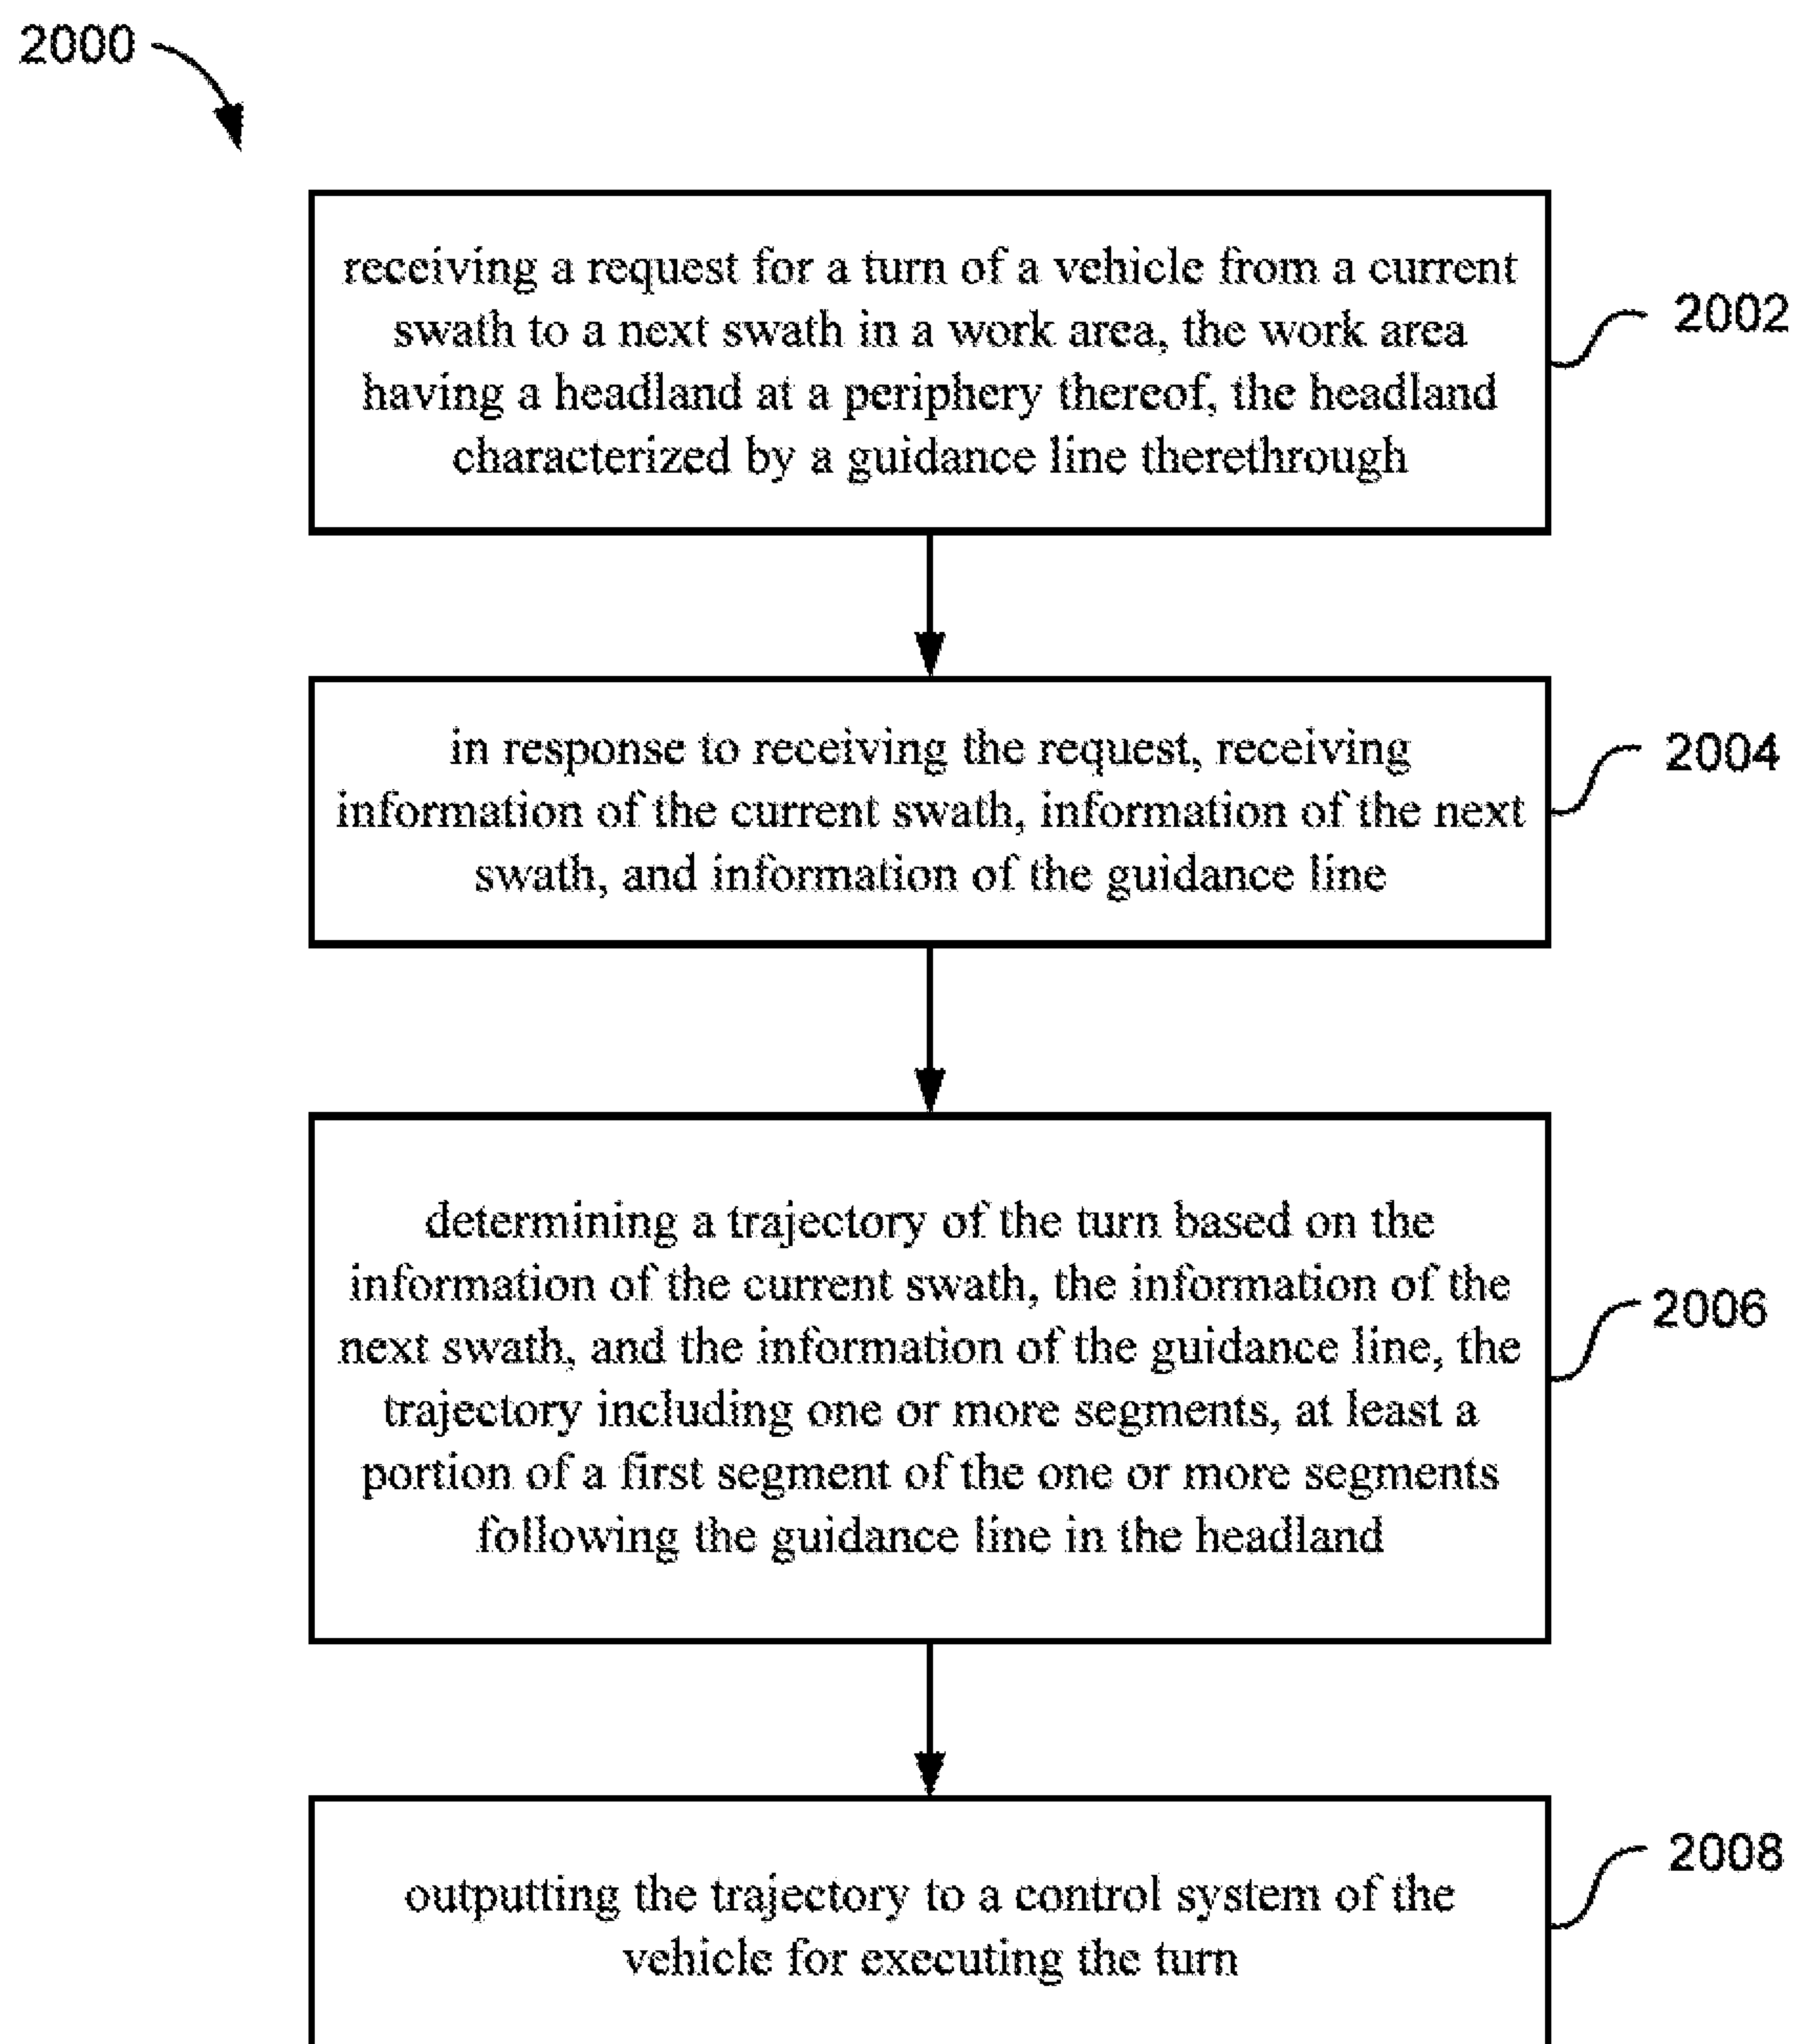 2000
receiving a request for a turn of a vehicle from a current
swath to a next swath in a work area, the work area
having a headland at a periphery thereof, the headland
characterized by a guidance line therethrough
2002
in response to receiving the request, receiving
information of the current swath, information of the next
swath, and information of the guidance line
2004
determining a trajectory of the turn based on the
information of the current swath, the information of the
next swath, and the information of the guidance line, the
trajectory including one or more segments, at least a
portion of a first segment of the one or more segments
following the guidance line in the headland
2006
outputting the trajectory to a control system of the
vehicle for executing the turn
2008